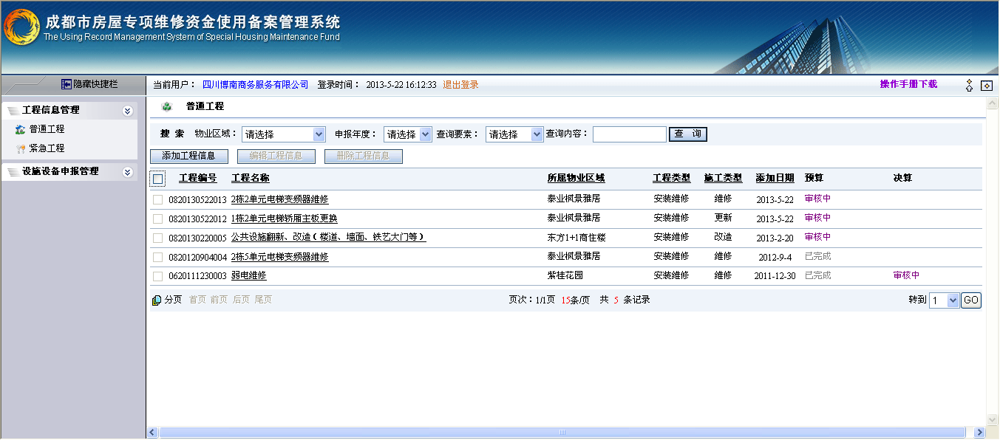 成都市房屋专项维修资金使用备案管理系统
The Using Record Management System of Special Housing Maintenance Fund
隐藏快捷栏
当前用户： 四川博南商务服务有限公司 登录时间： 2013-5-22 16:12:33 退出登录 操作手册下载
工程信息管理
普通工程
紧急工程
设施设备申报管理
普通工程
搜 索 物业区域： 请选择 申报年度： 请选择 查询要素： 请选择 查询内容： 查 询
添加工程信息 编辑工程信息 删除工程信息
工程编号 工程名称 所属物业区域 工程类型 施工类型 添加日期 预算 决算
0820130522013 2栋2单元电梯变频器维修 泰业枫景雅居 安装维修 维修 2013-5-22 审核中
0820130522012 1栋2单元电梯轿厢主板更换 泰业枫景雅居 安装维修 更新 2013-5-22 审核中
0820130220005 公共设施翻新、改造（楼道、墙面、铁艺大门等） 东方1+1商住楼 安装维修 改造 2013-2-20 审核中
0820120904004 2栋5单元电梯变频器维修 泰业枫景雅居 安装维修 维修 2012-9-4 已完成
0620111230003 弱电维修 紫桂花园 安装维修 维修 2011-12-30 已完成 审核中
分页 首页 前页 后页 尾页 页次：1/1页 15条/页 共 5 条记录 转到 1 GO